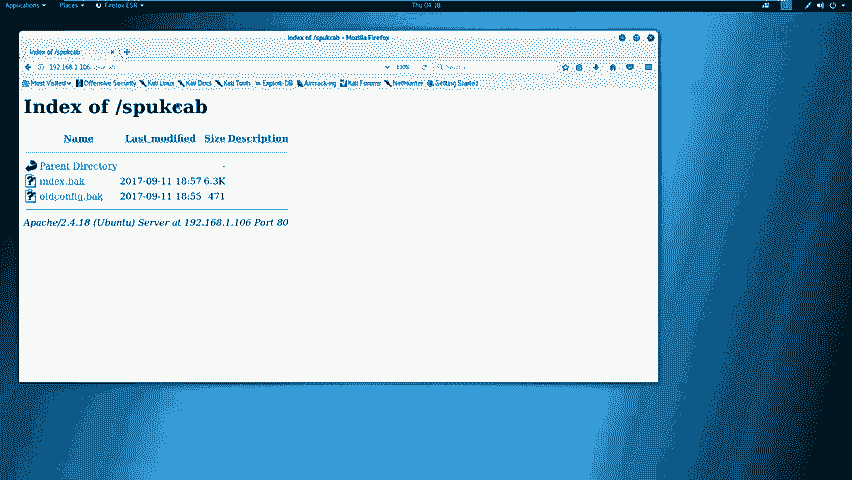 Applications Places Firefox ESR Thu 04:18
Index of /spukcab - Mozilla Firefox
Index of /spukcab
192.168.1.106 Search
Most Visited Offensive Security Kali Linux Kali Docs Kali Tools Exploit-DB Aircrack-ng Kali Forums NetHunter Getting Started
Index of /spukcab
Name Last modified Size Description
Parent Directory -
index.bak 2017-09-11 18:57 6.3K
oldconfig.bak 2017-09-11 18:55 471
Apache/2.4.18 (Ubuntu) Server at 192.168.1.106 Port 80